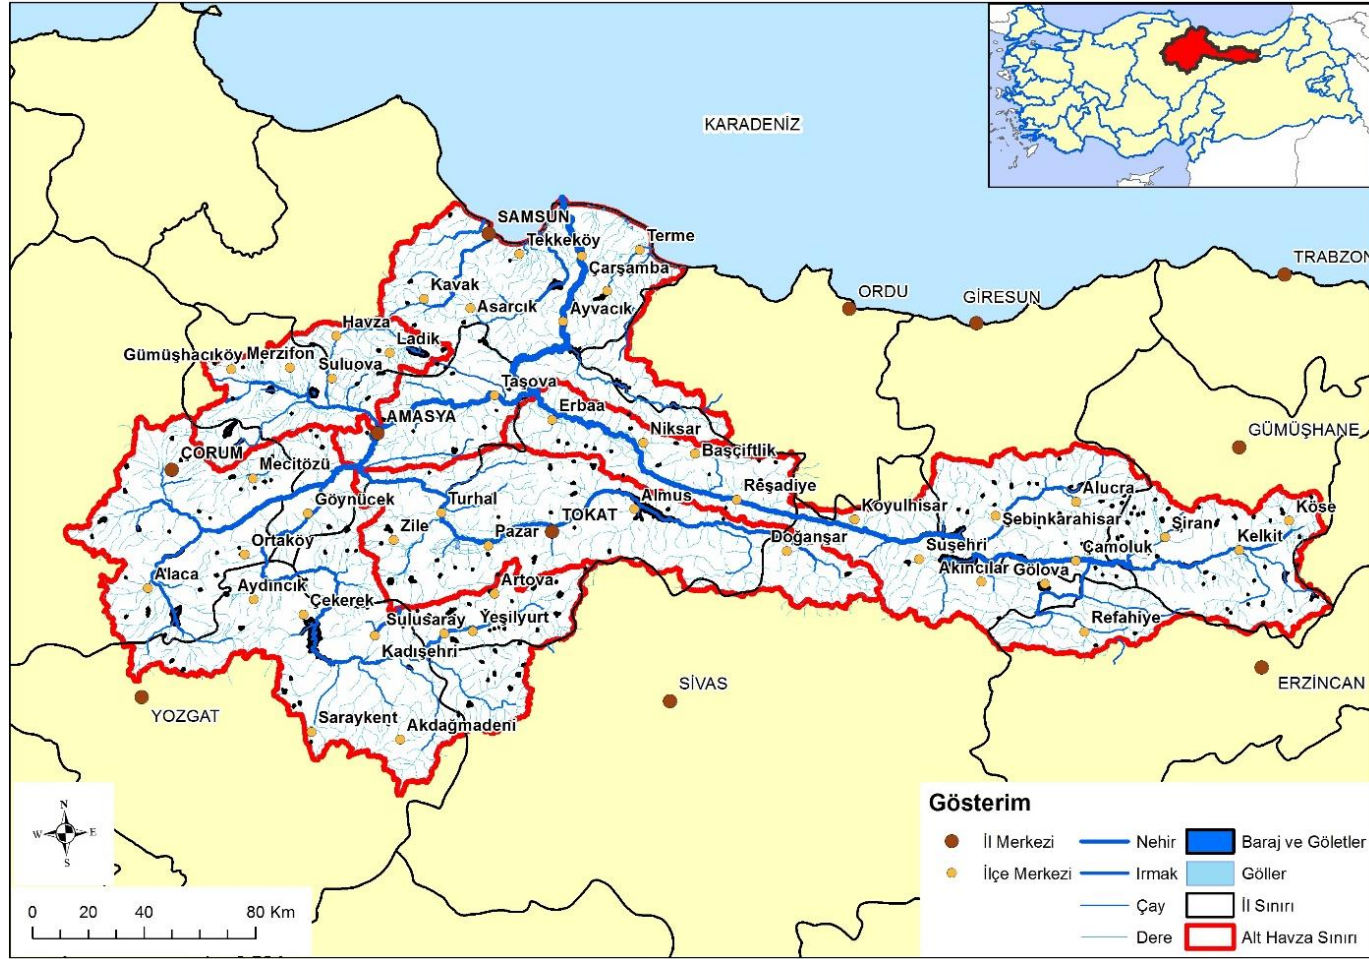 KARADENİZ
SAMSUN
Tekkeköy
Terme
TRABZON
Çarşamba
Kavak
ORDU
GİRESUN
Asarcık
Ayvacık
Havza
Ladik
Gümüşhacıköy
Merzifon
Suluova
Taşova
Erbaa
AMASYA
Niksar
GÜMÜŞHANE
ÇORUM
Mecitözü
Başçiftlik
Göynücek
Turhal
Almus
Reşadiye
Koyulhisar
Alucra
Köse
Zile
Pazar
TOKAT
Şebinkarahisar
Şiran
Ortaköy
Doğanşar
Suşehri
Çamoluk
Kelkit
Alaca
Aydıncık
Artova
Akıncılar
Gölova
Çekerek
Sulusaray
Yeşilyurt
Refahiye
Kadışehri
YOZGAT
SİVAS
ERZİNCAN
Saraykent
Akdağmadeni
N
W
E
S
0 20 40 80 Km
Gösterim
İl Merkezi
Nehir
Baraj ve Göletler
İlçe Merkezi
Irmak
Göller
Çay
İl Sınırı
Dere
Alt Havza Sınırı